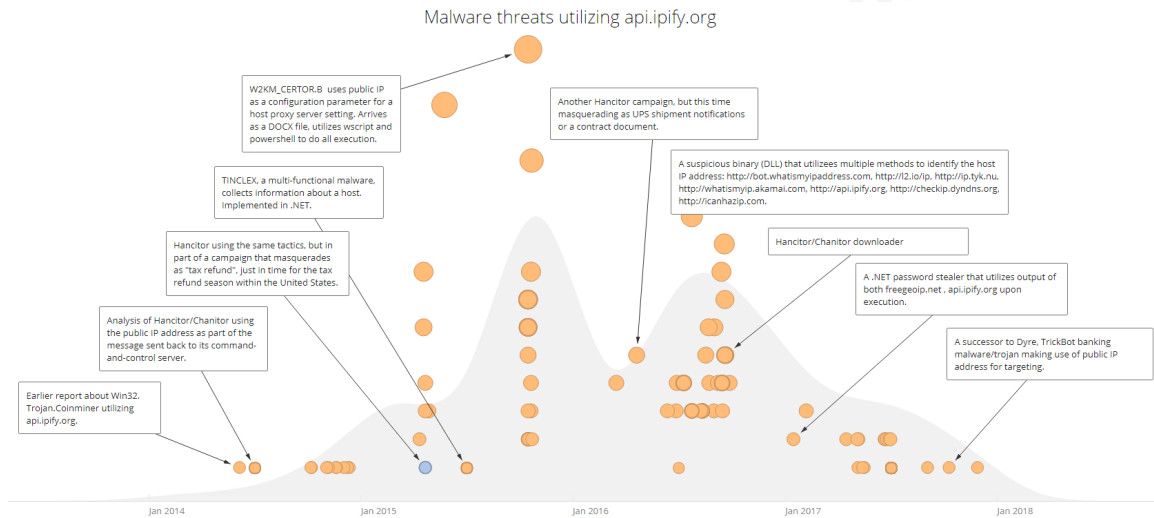 Malware threats utilizing api.ipify.org
W2KM_CERTOR.B uses public IP
as a configuration parameter for a
host proxy server setting. Arrives
as a DOCX file, utilizes wscript and
powershell to do all execution.
Another Hancitor campaign, but this time
masquerading as UPS shipment notifications
or a contract document.
TINCLEX, a multi-functional malware,
collects information about a host.
Implemented in .NET.
A suspicious binary (DLL) that utilizees multiple methods to identify the host
IP address: http://bot.whatismyipaddress.com, http://l2.io/ip, http://ip.tyk.nu,
http://whatismyip.akamai.com, http://api.ipify.org, http://checkip.dyndns.org,
http://icanhazip.com.
Hancitor using the same tactics, but in
part of a campaign that masquerades
as "tax refund", just in time for the tax
refund season within the United States.
Hancitor/Chanitor downloader
A .NET password stealer that utilizes output of
both freegeoip.net , api.ipify.org upon
execution.
Analysis of Hancitor/Chanitor using
the public IP address as part of the
message sent back to its command-
and-control server.
A successor to Dyre, TrickBot banking
malware/trojan making use of public IP
address for targeting.
Earlier report about Win32.
Trojan.Coinminer utilizing
api.ipify.org.
Jan 2014
Jan 2015
Jan 2016
Jan 2017
Jan 2018